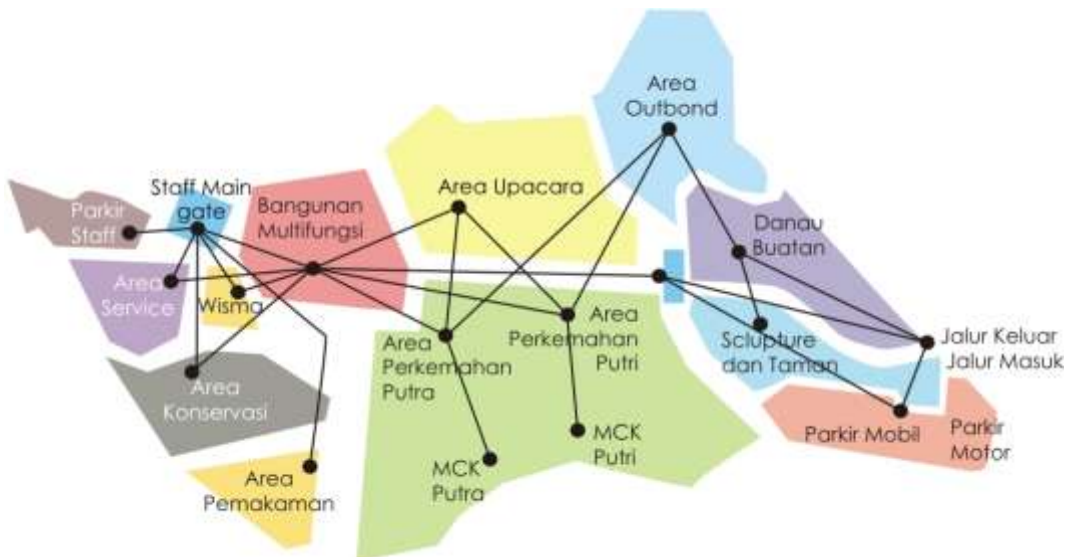 Area
Outbond
Staff Main
gate
Bangunan
Multifungsi
Area Upacara
Parkir
Staff
Danau
Buatan
Area
Service
Wisma
Area
Perkemahan
Putri
Area
Perkemahan
Putra
Sclupture
dan Taman
Jalur Keluar
Jalur Masuk
Area
Konservasi
Parkir Mobil
Parkir
Motor
MCK
Putri
MCK
Putra
Area
Pemakaman